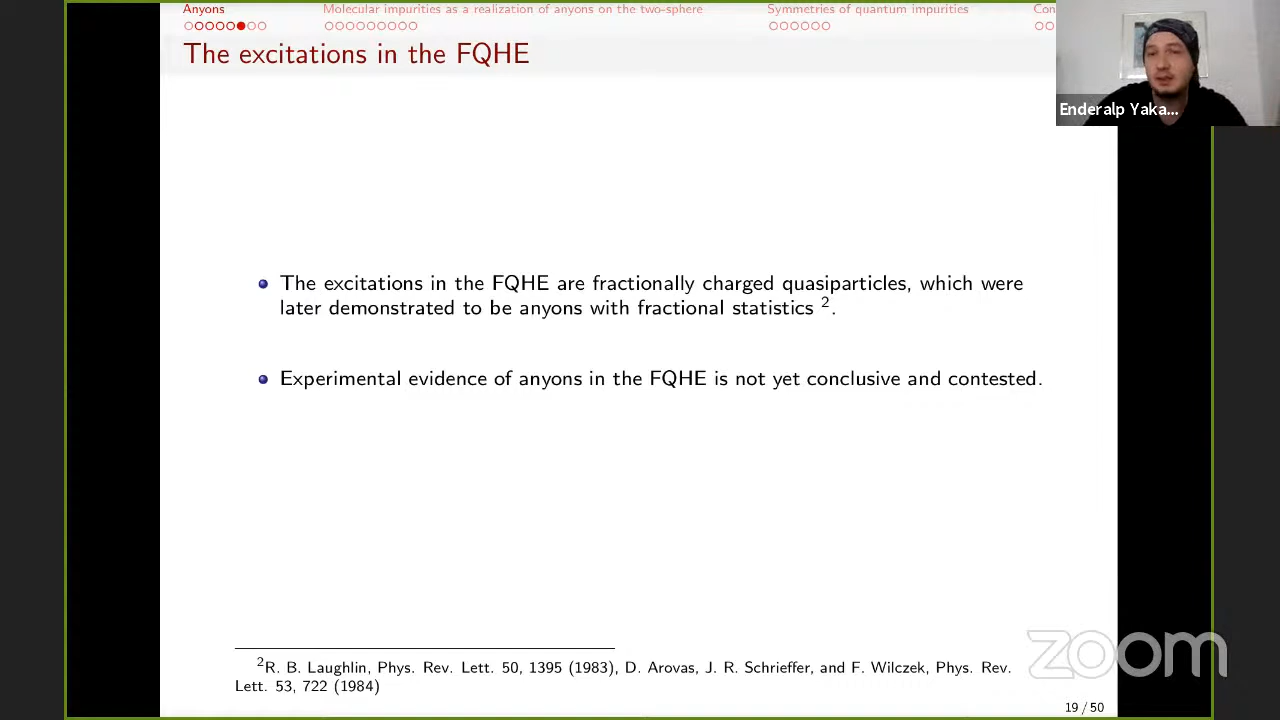 Anyons
Molecular impurities as a realization of anyons on the two-sphere
Symmetries of quantum impurities
Con
The excitations in the FQHE
Enderalp Yaka...
The excitations in the FQHE are fractionally charged quasiparticles, which were
later demonstrated to be anyons with fractional statistics 2.
Experimental evidence of anyons in the FQHE is not yet conclusive and contested.
2R. B. Laughlin, Phys. Rev. Lett. 50, 1395 (1983), D. Arovas, J. R. Schrieffer, and F. Wilczek, Phys. Rev.
Lett. 53, 722 (1984)
zoom
19 / 50